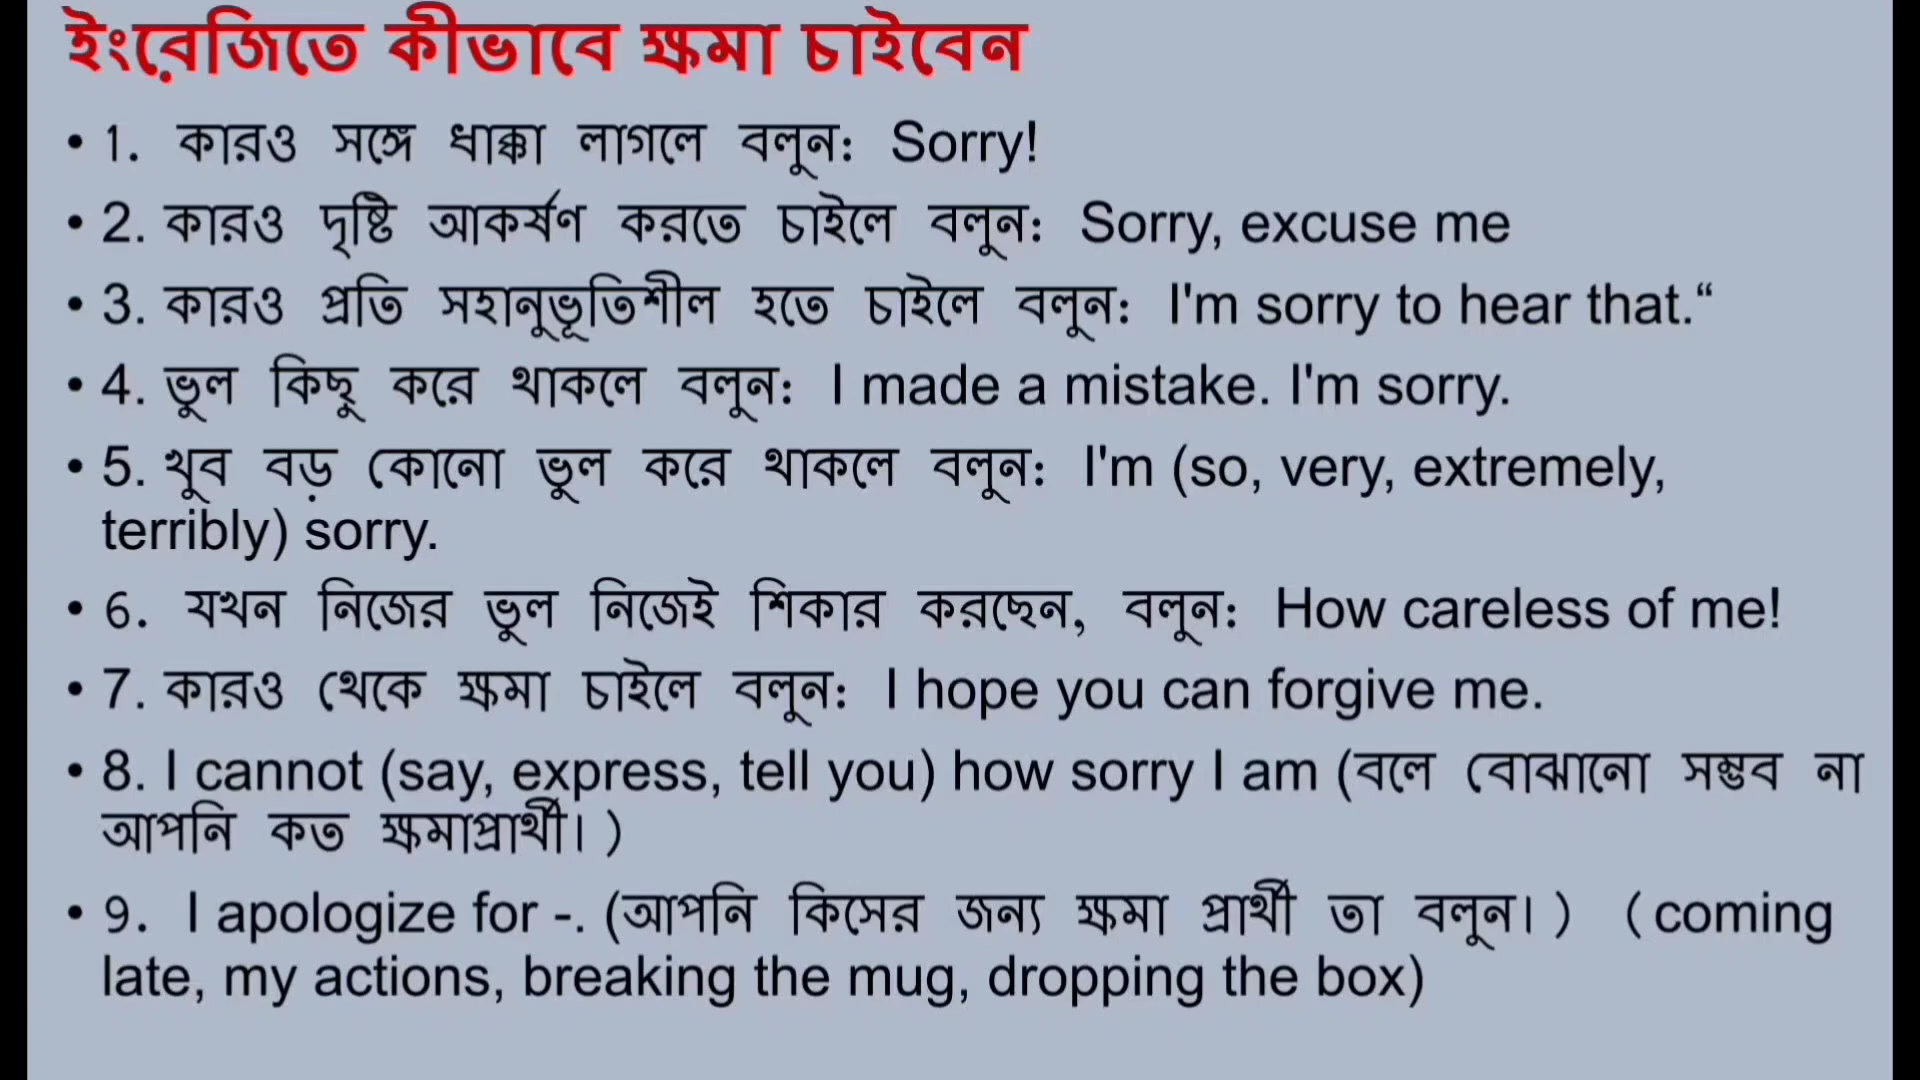 ইংরেজিতে কীভাবে ক্ষমা চাইবেন
• 1. কারও সঙ্গে ধাক্কা লাগলে বলুন: Sorry!
• 2. কারও দৃষ্টি আকর্ষণ করতে চাইলে বলুন: Sorry, excuse me
• 3. কারও প্রতি সহানুভূতিশীল হতে চাইলে বলুন: I'm sorry to hear that.“
• 4. ভুল কিছু করে থাকলে বলুন: I made a mistake. I'm sorry.
• 5. খুব বড় কোনো ভুল করে থাকলে বলুন: I'm (so, very, extremely,
terribly) sorry.
• 6. যখন নিজের ভুল নিজেই শিকার করছেন, বলুন: How careless of me!
• 7. কারও থেকে ক্ষমা চাইলে বলুন: I hope you can forgive me.
• 8. I cannot (say, express, tell you) how sorry I am (বলে বোঝানো সম্ভব না
আপনি কত ক্ষমাপ্রার্থী। )
• 9. I apologize for -. (আপনি কিসের জন্য ক্ষমা প্রার্থী তা বলুন। ) ( coming
late, my actions, breaking the mug, dropping the box)